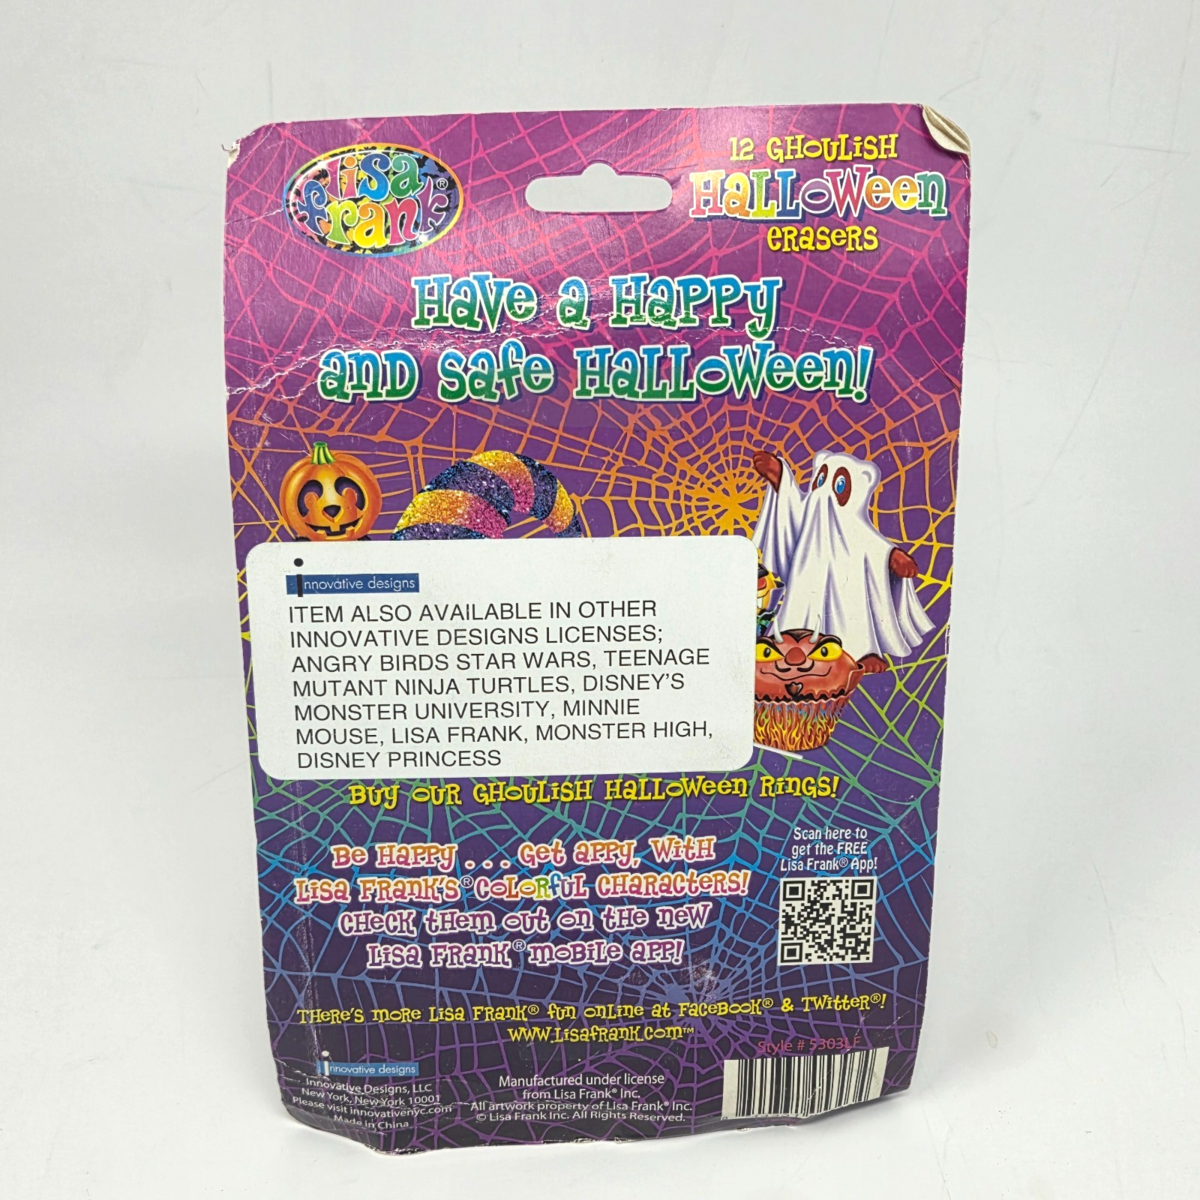 lisa frank®
12 GHOULISH
HALLOWEEN
ERASERS
Have a Happy
and safe Halloween!
innovative designs
ITEM ALSO AVAILABLE IN OTHER
INNOVATIVE DESIGNS LICENSES;
ANGRY BIRDS STAR WARS, TEENAGE
MUTANT NINJA TURTLES, DISNEY'S
MONSTER UNIVERSITY, MINNIE
MOUSE, LISA FRANK, MONSTER HIGH,
DISNEY PRINCESS
Buy our Ghoulish Halloween Rings!
Be Happy . . . Get appy, with
Lisa Frank's® colorful characters!
Check them out on the new
Lisa Frank® mobile app!
Scan here to
get the FREE
Lisa Frank® App!
There's more Lisa Frank® fun online at Facebook® & Twitter®!
www.LisaFrank.com™
Style # 5303LF
innovative designs
Innovative Designs, LLC
New York, New York 10001
Please visit innovativenyc.com
Made in China
Manufactured under license
from Lisa Frank® Inc.
All artwork property of Lisa Frank® Inc.
© Lisa Frank Inc. All Rights Reserved.